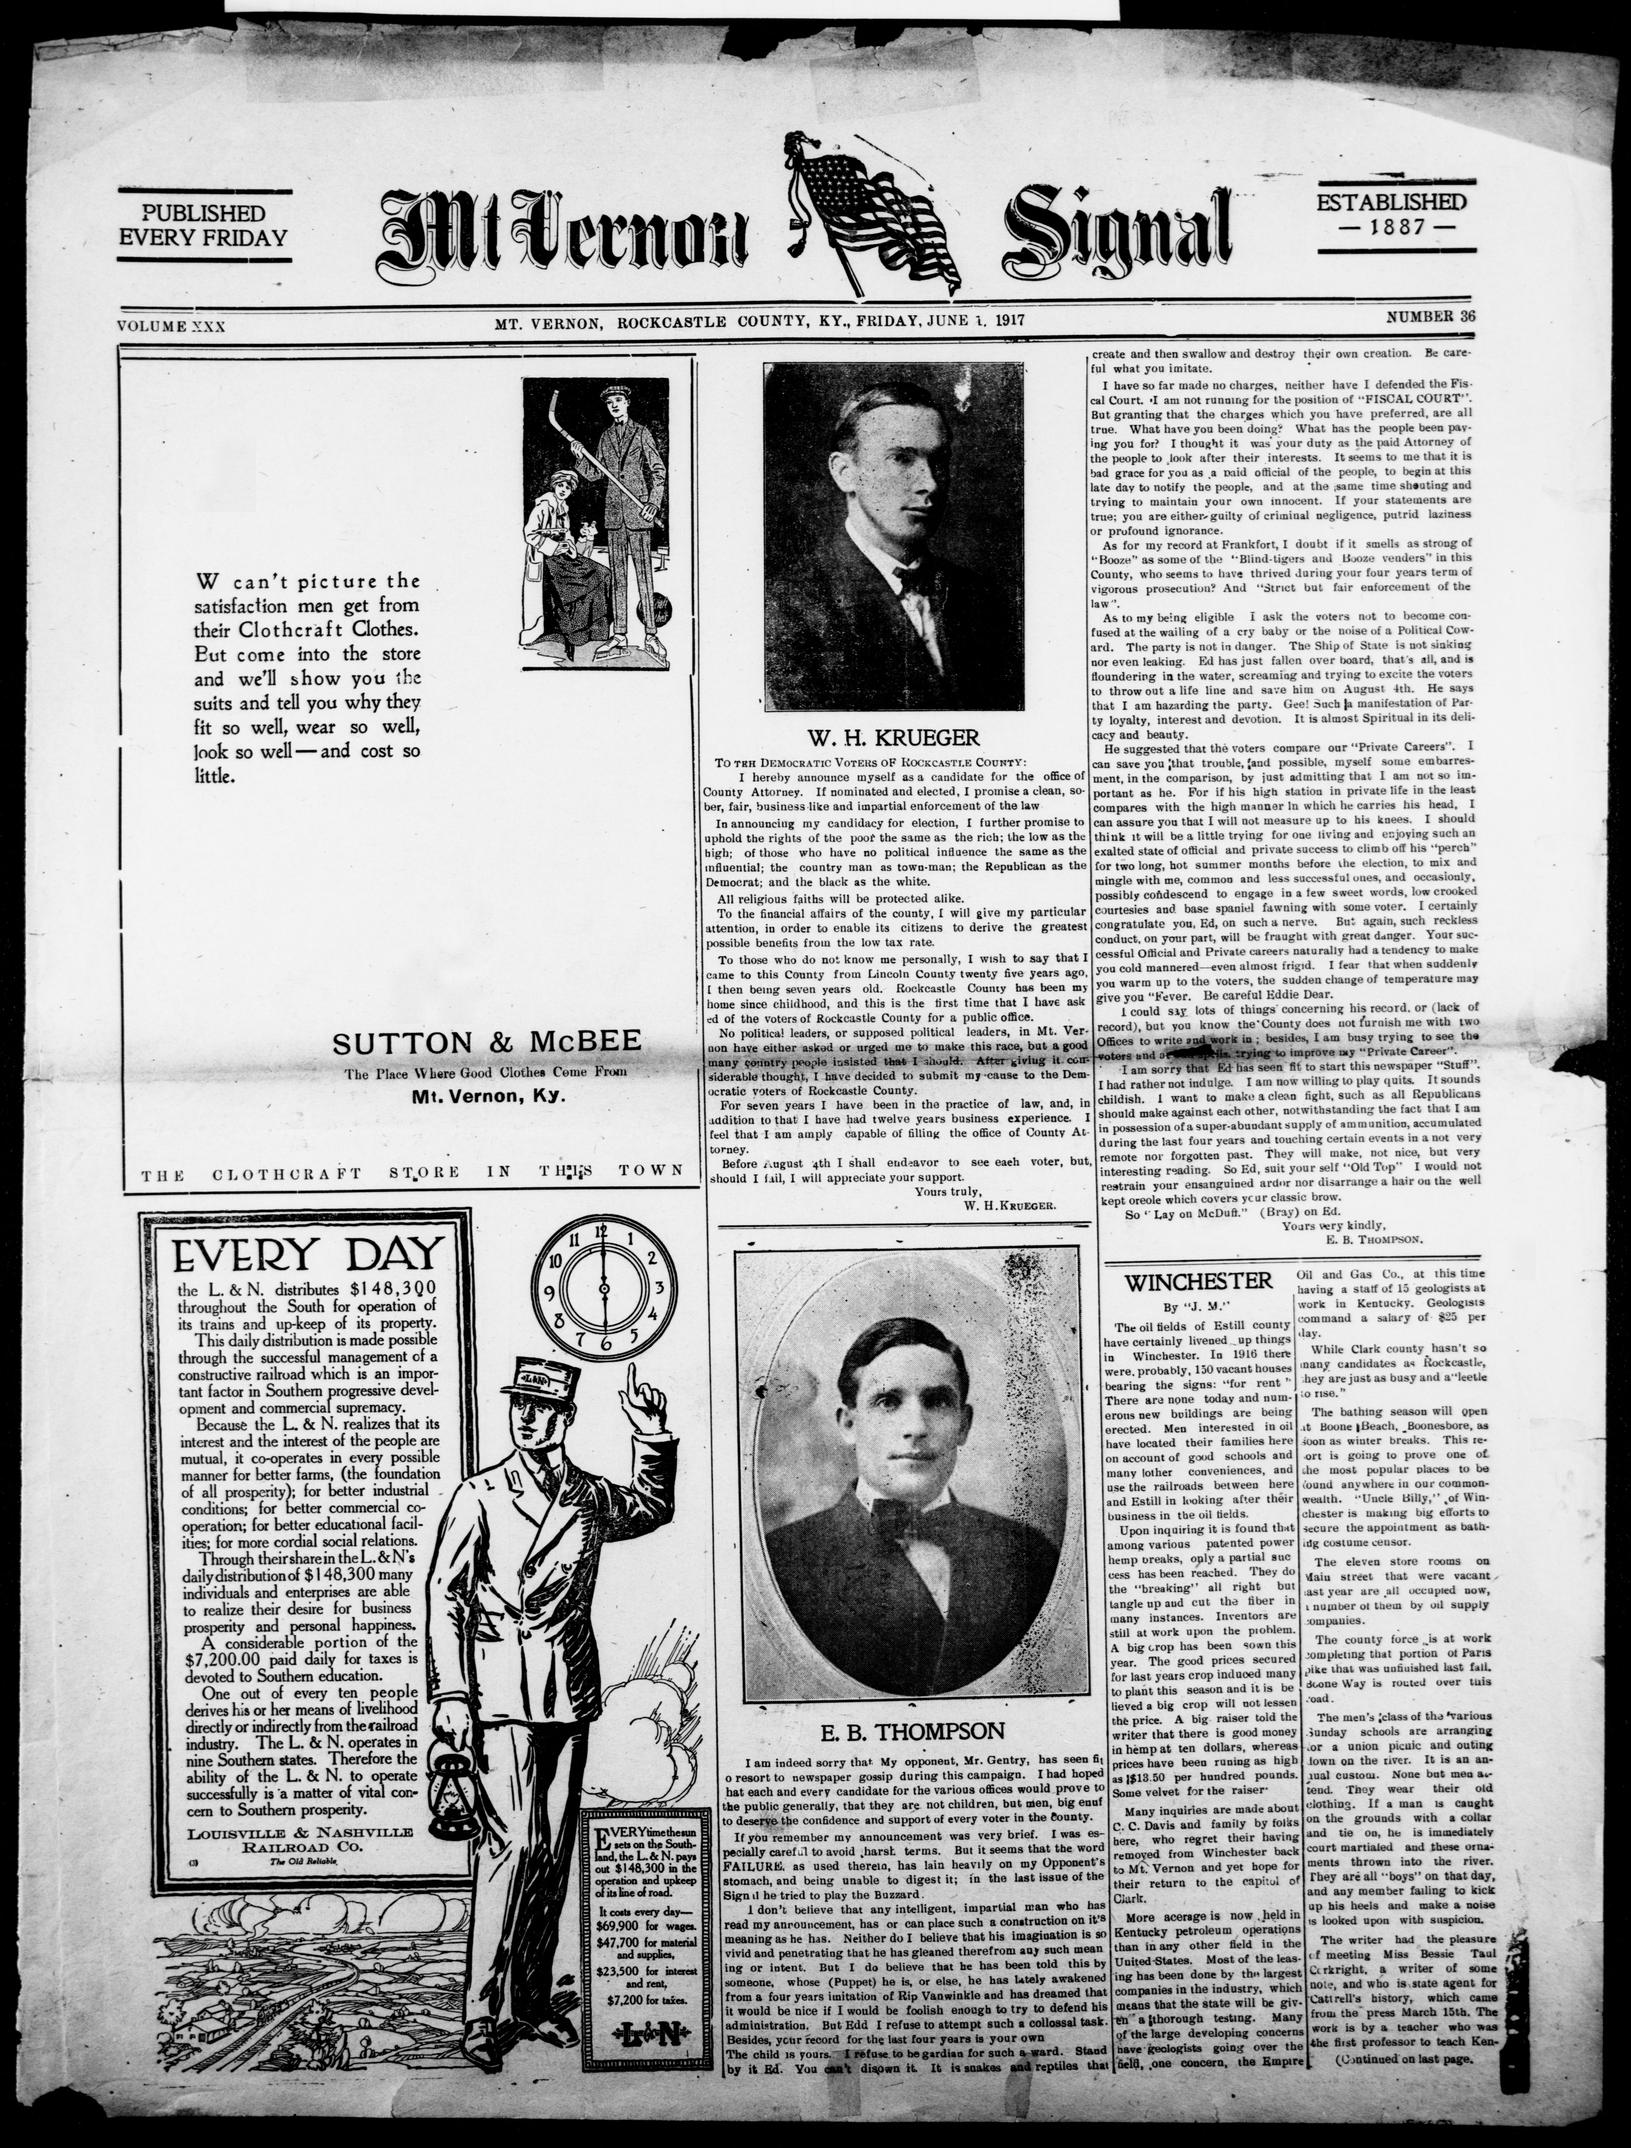 PUBLISHED
EVERY FRIDAY
Mt Vernon Signal
ESTABLISHED
— 1887 —
VOLUME XXX
MT. VERNON, ROCKCASTLE COUNTY, KY., FRIDAY, JUNE 1, 1917
NUMBER 36
W can't picture the
satisfaction men get from
their Clothcraft Clothes.
But come into the store
and we'll show you the
suits and tell you why they
fit so well, wear so well,
look so well—and cost so
little.
SUTTON & McBEE
The Place Where Good Clothes Come From
Mt. Vernon, Ky.
THE CLOTHCRAFT STORE IN THIS TOWN
EVERY DAY
the L. & N. distributes $148,300
throughout the South for operation of
its trains and up-keep of its property.
This daily distribution is made possible
through the successful management of a
constructive railroad which is an impor-
tant factor in Southern progressive devel-
opment and commercial supremacy.
Because the L. & N. realizes that its
interest and the interest of the people are
mutual, it co-operates in every possible
manner for better farms, (the foundation
of all prosperity); for better industrial
conditions; for better commercial co-
operation; for better educational facil-
ities; for more cordial social relations.
Through their share in the L. & N's
daily distribution of $148,300 many
individuals and enterprises are able
to realize their desire for business
prosperity and personal happiness.
A considerable portion of the
$7,200.00 paid daily for taxes is
devoted to Southern education.
One out of every ten people
derives his or her means of livelihood
directly or indirectly from the railroad
industry. The L. & N. operates in
nine Southern states. Therefore the
ability of the L. & N. to operate
successfully is a matter of vital con-
cern to Southern prosperity.
LOUISVILLE & NASHVILLE
RAILROAD CO.
The Old Reliable
(3)
12 1 2 3 4 5 6 7 8 9 10 11
L&N
EVERY time the sun
sets on the South-
land, the L. & N. pays
out $148,300 in the
operation and upkeep
of its line of road.
It costs every day—
$69,900 for wages.
$47,700 for material
and supplies,
$23,500 for interest
and rent,
$7,200 for taxes.
L&N
W. H. KRUEGER
TO TRH DEMOCRATIC VOTERS OF ROCKCASTLE COUNTY:
I hereby announce myself as a candidate for the office of
County Attorney. If nominated and elected, I promise a clean, so-
ber, fair, business-like and impartial enforcement of the law
In announcing my candidacy for election, I further promise to
uphold the rights of the poor the same as the rich; the low as the
high; of those who have no political influence the same as the
influential; the country man as town-man; the Republican as the
Democrat; and the black as the white.
All religious faiths will be protected alike.
To the financial affairs of the county, I will give my particular
attention, in order to enable its citizens to derive the greatest
possible benefits from the low tax rate.
To those who do not know me personally, I wish to say that I
came to this County from Lincoln County twenty five years ago,
I then being seven years old. Rockcastle County has been my
home since childhood, and this is the first time that I have ask
ed of the voters of Rockcastle County for a public office.
No political leaders, or supposed political leaders, in Mt. Ver-
non have either asked or urged me to make this race, but a good
many country people insisted that I should. After giving it con-
siderable thought, I have decided to submit my cause to the Dem-
ocratic voters of Rockcastle County.
For seven years I have been in the practice of law, and, in
addition to that I have had twelve years business experience. I
feel that I am amply capable of filling the office of County At-
torney.
Before August 4th I shall endeavor to see each voter, but,
should I fail, I will appreciate your support.
Yours truly,
W. H. KRUEGER.
E. B. THOMPSON
I am indeed sorry that My opponent, Mr. Gentry, has seen fit
o resort to newspaper gossip during this campaign. I had hoped
hat each and every candidate for the various offices would prove to
the public generally, that they are not children, but men, big enuf
to deserve the confidence and support of every voter in the County.
If you remember my announcement was very brief. I was es-
pecially careful to avoid harsh terms. But it seems that the word
FAILURE, as used therein, has lain heavily on my Opponent's
stomach, and being unable to digest it; in the last issue of the
Signal he tried to play the Buzzard.
I don't believe that any intelligent, impartial man who has
read my announcement, has or can place such a construction on it's
meaning as he has. Neither do I believe that his imagination is so
vivid and penetrating that he has gleaned therefrom any such mean
ing or intent. But I do believe that he has been told this by
someone, whose (Puppet) he is, or else, he has lately awakened
from a four years imitation of Rip Vanwinkle and has dreamed that
it would be nice if I would be foolish enough to try to defend his
administration. But Edd I refuse to attempt such a collossal task.
Besides, your record for the last four years is your own
The child is yours. I refuse to be gardian for such a ward. Stand
by it Ed. You can't disown it. It is snakes and reptiles that
create and then swallow and destroy their own creation. Be care-
ful what you imitate.
I have so far made no charges, neither have I defended the Fis-
cal Court. I am not running for the position of "FISCAL COURT".
But granting that the charges which you have preferred, are all
true. What have you been doing? What has the people been pay-
ing you for? I thought it was your duty as the paid Attorney of
the people to look after their interests. It seems to me that it is
bad grace for you as a paid official of the people, to begin at this
late day to notify the people, and at the same time shouting and
trying to maintain your own innocent. If your statements are
true; you are either guilty of criminal negligence, putrid laziness
or profound ignorance.
As for my record at Frankfort, I doubt if it smells as strong of
"Booze" as some of the "Blind-tigers and Booze venders" in this
County, who seems to have thrived during your four years term of
vigorous prosecution? And "Strict but fair enforcement of the
law".
As to my being eligible I ask the voters not to become con-
fused at the wailing of a cry baby or the noise of a Political Cow-
ard. The party is not in danger. The Ship of State is not sinking
nor even leaking. Ed has just fallen over board, that's all, and is
floundering in the water, screaming and trying to excite the voters
to throw out a life line and save him on August 4th. He says
that I am hazarding the party. Gee! Such a manifestation of Par-
ty loyalty, interest and devotion. It is almost Spiritual in its deli-
cacy and beauty.
He suggested that the voters compare our "Private Careers". I
can save you that trouble, and possible, myself some embarres-
ment, in the comparison, by just admitting that I am not so im-
portant as he. For if his high station in private life in the least
compares with the high manner in which he carries his head, I
can assure you that I will not measure up to his knees. I should
think it will be a little trying for one living and enjoying such an
exalted state of official and private success to climb off his "perch"
for two long, hot summer months before the election, to mix and
mingle with me, common and less successful ones, and occasionly,
possibly condescend to engage in a few sweet words, low crooked
courtesies and base spaniel fawning with some voter. I certainly
congratulate you, Ed, on such a nerve. But again, such reckless
conduct, on your part, will be fraught with great danger. Your suc-
cessful Official and Private careers naturally had a tendency to make
you cold mannered—even almost frigid. I fear that when suddenly
you warm up to the voters, the sudden change of temperature may
give you "Fever. Be careful Eddie Dear.
I could say lots of things concerning his record, or (lack of
record), but you know the County does not furnish me with two
Offices to write and work in; besides, I am busy trying to see the
voters and trying to improve my "Private Career".
I am sorry that Ed has seen fit to start this newspaper "Stuff".
I had rather not indulge. I am now willing to play quits. It sounds
childish. I want to make a clean fight, such as all Republicans
should make against each other, notwithstanding the fact that I am
in possession of a super-abundant supply of ammunition, accumulated
during the last four years and touching certain events in a not very
remote nor forgotten past. They will make, not nice, but very
interesting reading. So Ed, suit your self "Old Top" I would not
restrain your ensanguined ardor nor disarrange a hair on the well
kept oreole which covers your classic brow.
So "Lay on McDuff." (Bray) on Ed.
Yours very kindly,
E. B. THOMPSON.
WINCHESTER
By "J. M."
The oil fields of Estill county
have certainly livened up things
in Winchester. In 1916 there
were, probably, 150 vacant houses
bearing the signs: "for rent"
There are none today and num-
erous new buildings are being
erected. Men interested in oil
have located their families here
on account of good schools and
many other conveniences, and
use the railroads between here
and Estill in looking after their
business in the oil fields.
Upon inquiring it is found that
among various patented power
hemp breaks, only a partial suc
cess has been reached. They do
the "breaking" all right but
tangle up and cut the fiber in
many instances. Inventors are
still at work upon the problem.
A big crop has been sown this
year. The good prices secured
for last years crop induced many
to plant this season and it is be
lieved a big crop will not lessen
the price. A big raiser told the
writer that there is good money
in hemp at ten dollars, whereas
prices have been runing as high
as $13.50 per hundred pounds.
Some velvet for the raiser
Many inquiries are made about
C. C. Davis and family by folks
here, who regret their having
removed from Winchester back
to Mt. Vernon and yet hope for
their return to the capitol of
Clark.
More acerage is now held in
Kentucky petroleum operations
than in any other field in the
United States. Most of the leas-
ing has been done by the largest
companies in the industry, which
means that the state will be giv-
en a thorough testing. Many
of the large developing concerns
have geologists going over the
field, one concern, the Empire
Oil and Gas Co., at this time
having a staff of 15 geologists at
work in Kentucky. Geologists
command a salary of $25 per
day.
While Clark county hasn't so
many candidates as Rockcastle,
they are just as busy and a "leetle
to rise."
The bathing season will open
at Boone Beach, Boonesbore, as
soon as winter breaks. This re-
sort is going to prove one of
the most popular places to be
found anywhere in our common-
wealth. "Uncle Billy," of Win-
chester is making big efforts to
secure the appointment as bath-
idg costume censor.
The eleven store rooms on
Main street that were vacant
last year are all occupied now,
a number of them by oil supply
companies.
The county force is at work
completing that portion of Paris
pike that was unfinished last fall.
Boone Way is routed over this
road.
The men's class of the various
Sunday schools are arranging
for a union picnic and outing
down on the river. It is an an-
nual custom. None but men at-
tend. They wear their old
clothing. If a man is caught
on the grounds with a collar
and tie on, he is immediately
court martialed and these orna-
ments thrown into the river.
They are all "boys" on that day,
and any member failing to kick
up his heels and make a noise
is looked upon with suspicion.
The writer had the pleasure
of meeting Miss Bessie Taul
Corkright, a writer of some
note, and who is state agent for
Cattrell's history, which came
from the press March 15th. The
work is by a teacher who was
the first professor to teach Ken-
(Continued on last page.